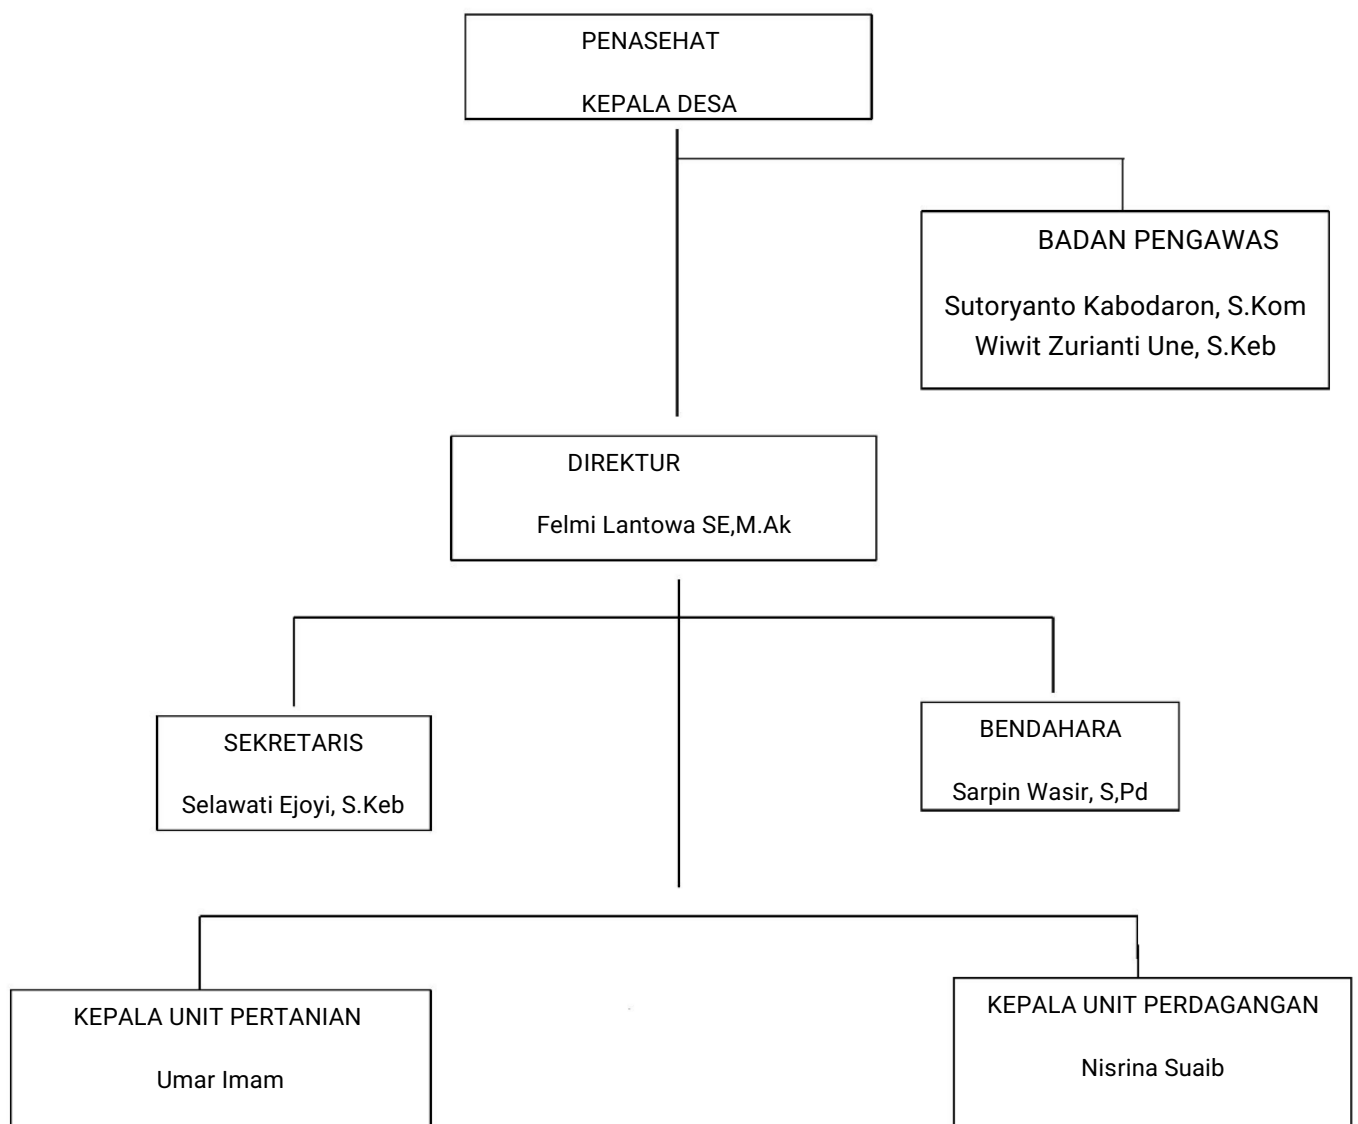 PENASEHAT
KEPALA DESA
BADAN PENGAWAS
Sutoryanto Kabodaron, S.Kom
Wiwit Zurianti Une, S.Keb
DIREKTUR
Felmi Lantowa SE,M.Ak
SEKRETARIS
Selawati Ejoyi, S.Keb
BENDAHARA
Sarpin Wasir, S,Pd
KEPALA UNIT PERTANIAN
Umar Imam
KEPALA UNIT PERDAGANGAN
Nisrina Suaib